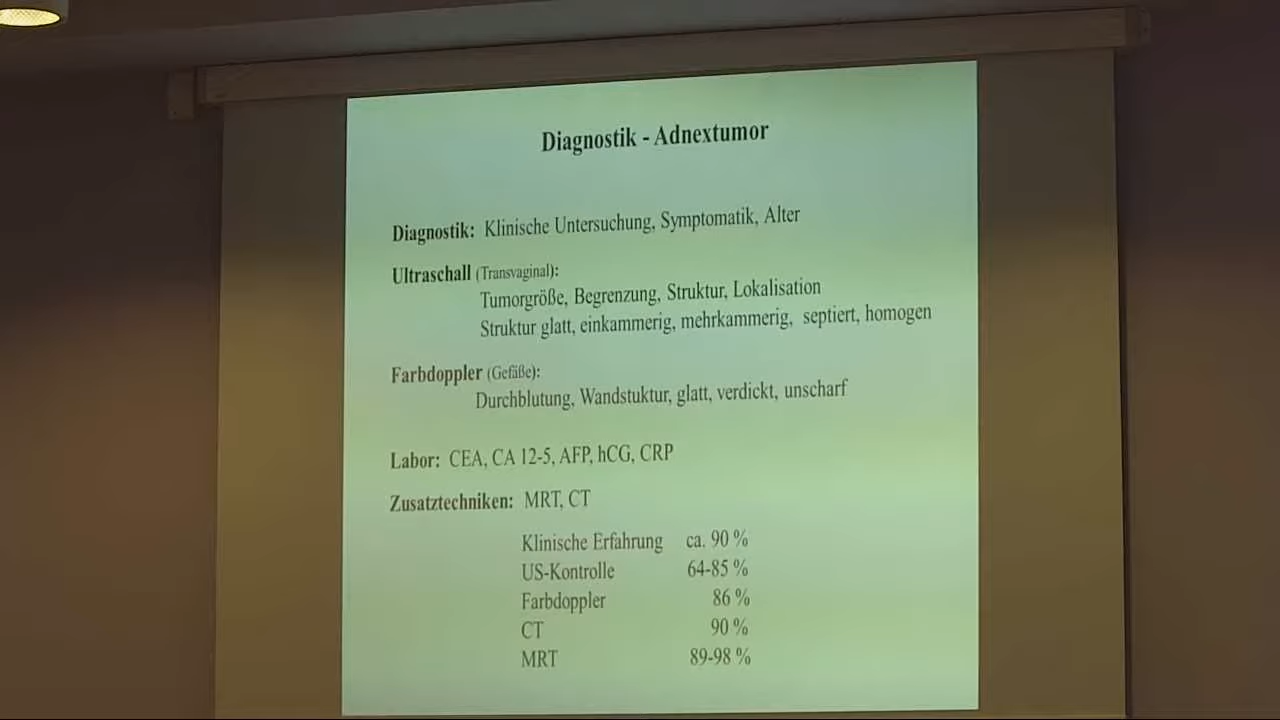 Diagnostik - Adnextumor
Diagnostik: Klinische Untersuchung, Symptomatik, Alter
Ultraschall (Transvaginal):
Tumorgröße, Begrenzung, Struktur, Lokalisation
Struktur glatt, einkammerig, mehrkammerig, septiert, homogen
Farbdoppler (Gefäße):
Durchblutung, Wandstuktur, glatt, verdickt, unscharf
Labor: CEA, CA 12-5, AFP, hCG, CRP
Zusatztechniken: MRT, CT
Klinische Erfahrung ca. 90 %
US-Kontrolle 64-85 %
Farbdoppler 86 %
CT 90 %
MRT 89-98 %